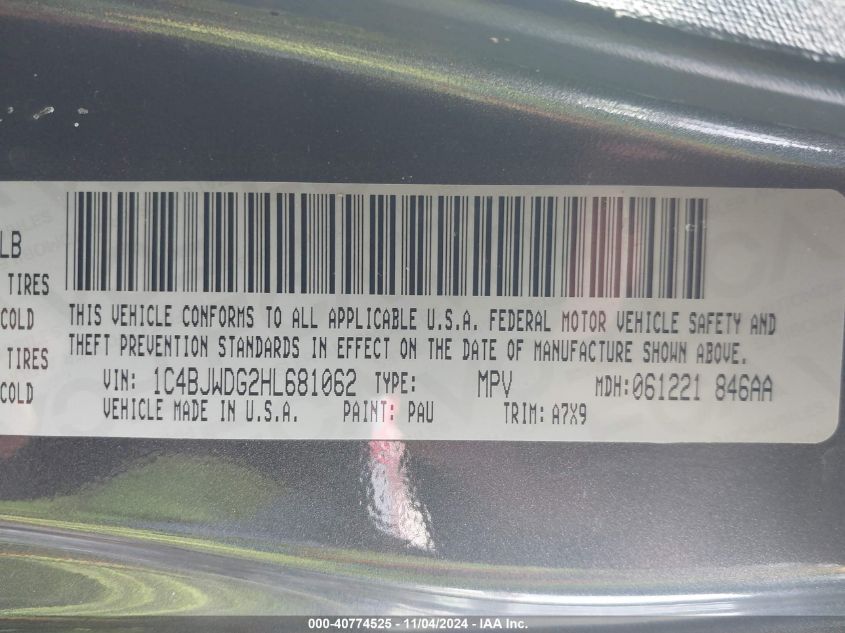 LB
TIRES
COLD
TIRES
COLD
THIS VEHICLE CONFORMS TO ALL APPLICABLE U.S.A. FEDERAL MOTOR VEHICLE SAFETY AND
THEFT PREVENTION STANDARDS IN EFFECT ON THE DATE OF MANUFACTURE SHOWN ABOVE.
VIN: 1C4BJWDG2HL681062 TYPE: MPV MDH:061221 846AA
VEHICLE MADE IN U.S.A. PAINT: PAU TRIM: A7X9
000-40774525 - 11/04/2024 - IAA Inc.